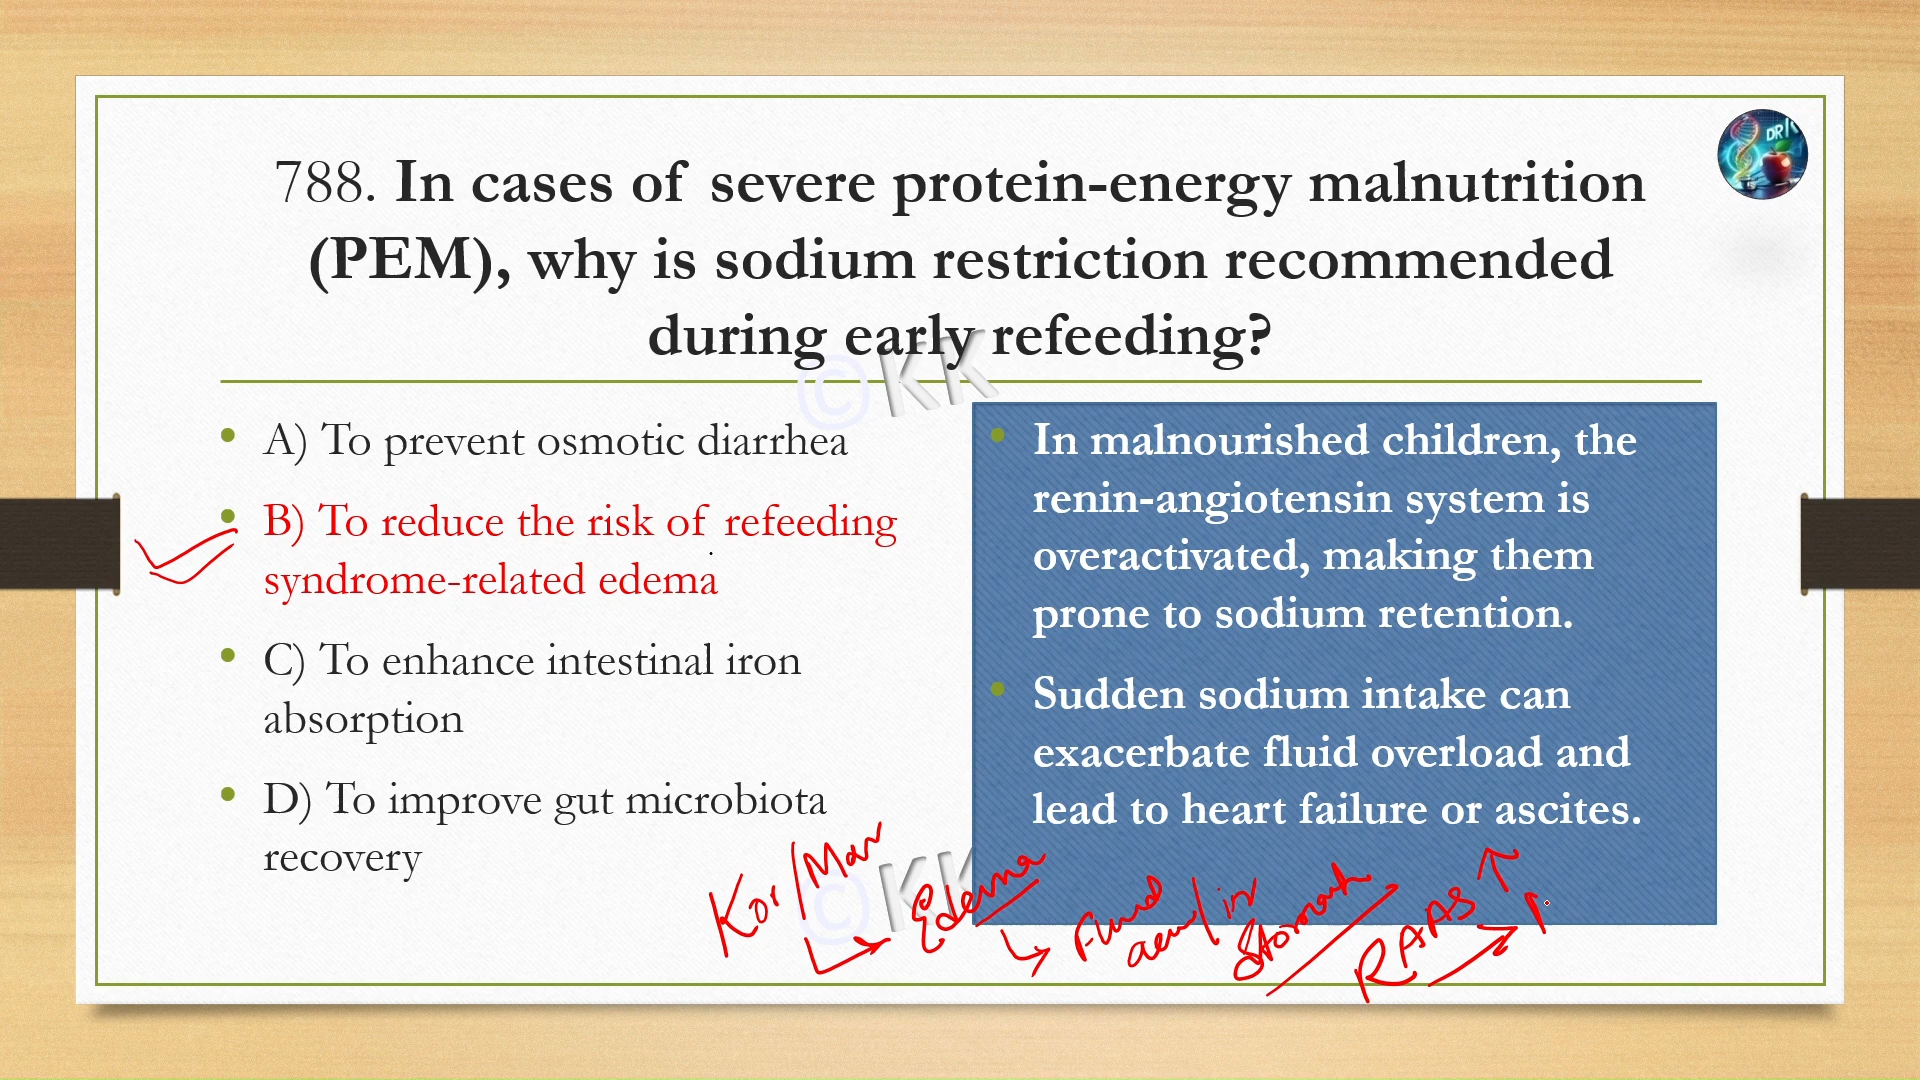 788. In cases of severe protein-energy malnutrition
(PEM), why is sodium restriction recommended
during early refeeding?
©KK
• A) To prevent osmotic diarrhea
• B) To reduce the risk of refeeding
syndrome-related edema
• C) To enhance intestinal iron
absorption
• D) To improve gut microbiota
recovery
• In malnourished children, the
renin-angiotensin system is
overactivated, making them
prone to sodium retention.
• Sudden sodium intake can
exacerbate fluid overload and
lead to heart failure or ascites.
©KK
Kor/Mar
Edema
Fluid
in
RAAS ↑
DR